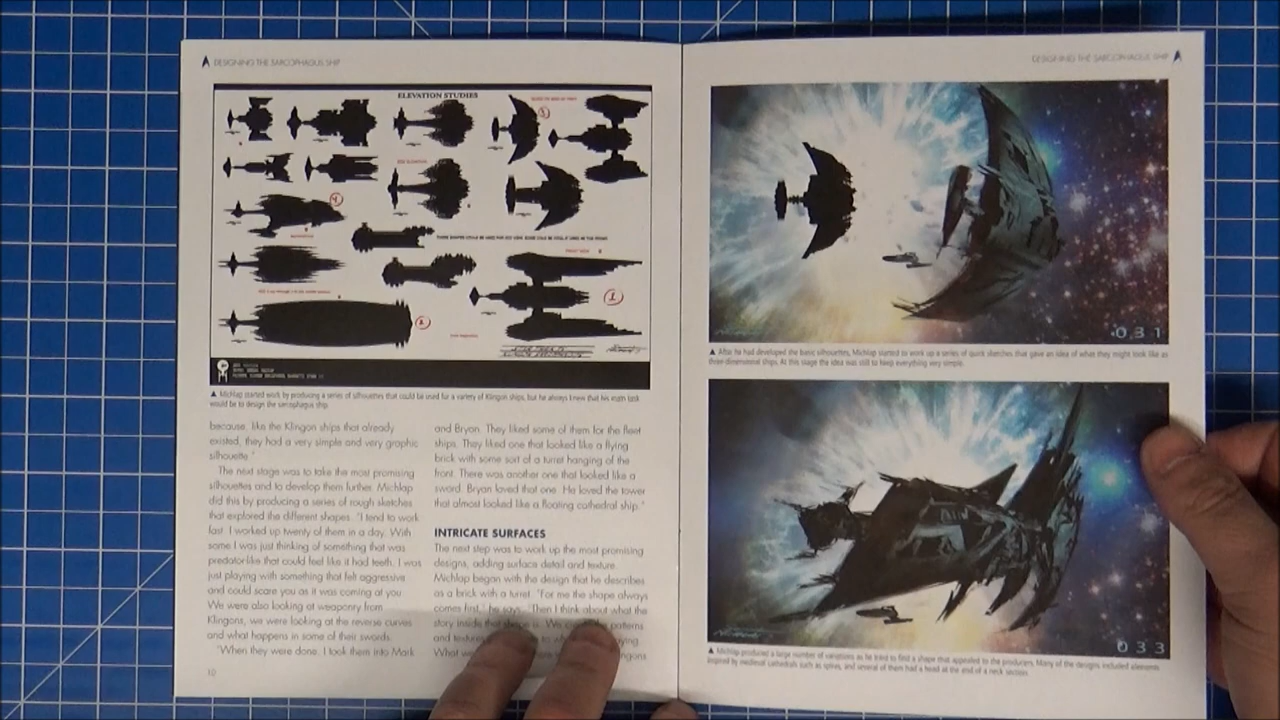 DESIGNING THE SARCOPHAGUS SHIP
ELEVATION STUDIES
▲ Michlap started work by producing a series of silhouettes that could be used for a variety of Klingon ships, but he always knew that his main task
would be to design the sarcophagus ship.
because, like the Klingon ships that already
existed, they had a very simple and very graphic
silhouette."
The next stage was to take the most promising
silhouettes and to develop them further. Michlap
did this by producing a series of rough sketches
that explored the different shapes. "I tend to work
fast. I worked up twenty of them in a day. With
some I was just thinking of something that was
predator-like that could feel like it had teeth. I was
just playing with something that felt aggressive
and could scare you as it was coming at you.
We were also looking at weaponry from
Klingons, we were looking at the reverse curves
and what happens in some of their swords.
"When they were done, I took them into Mark
10
and Bryon. They liked some of them for the fleet
ships. They liked one that looked like a flying
brick with some sort of a turret hanging of the
front. There was another one that looked like a
sword. Bryan loved that one. He loved the tower
that almost looked like a floating cathedral ship."
INTRICATE SURFACES
The next step was to work up the most promising
designs, adding surface detail and texture.
Michlap began with the design that he describes
as a brick with a turret. "For me the shape always
comes first," he says. "Then I think about what the
story inside that shape is. We the patterns
and textures to
What
DESIGNING THE SARCOPHAGUS SHIP
031
▲ After he had developed the basic silhouettes, Michlap started to work up a series of quick sketches that gave an idea of what they might look like as
three-dimensional ships. At this stage the idea was still to keep everything very simple.
033
▲ Michlap produced a large number of variations as he tried to find a shape that appealed to the producers. Many of the designs included elements
inspired by medieval cathedrals such as spires, and several of them had a head at the end of a neck section.